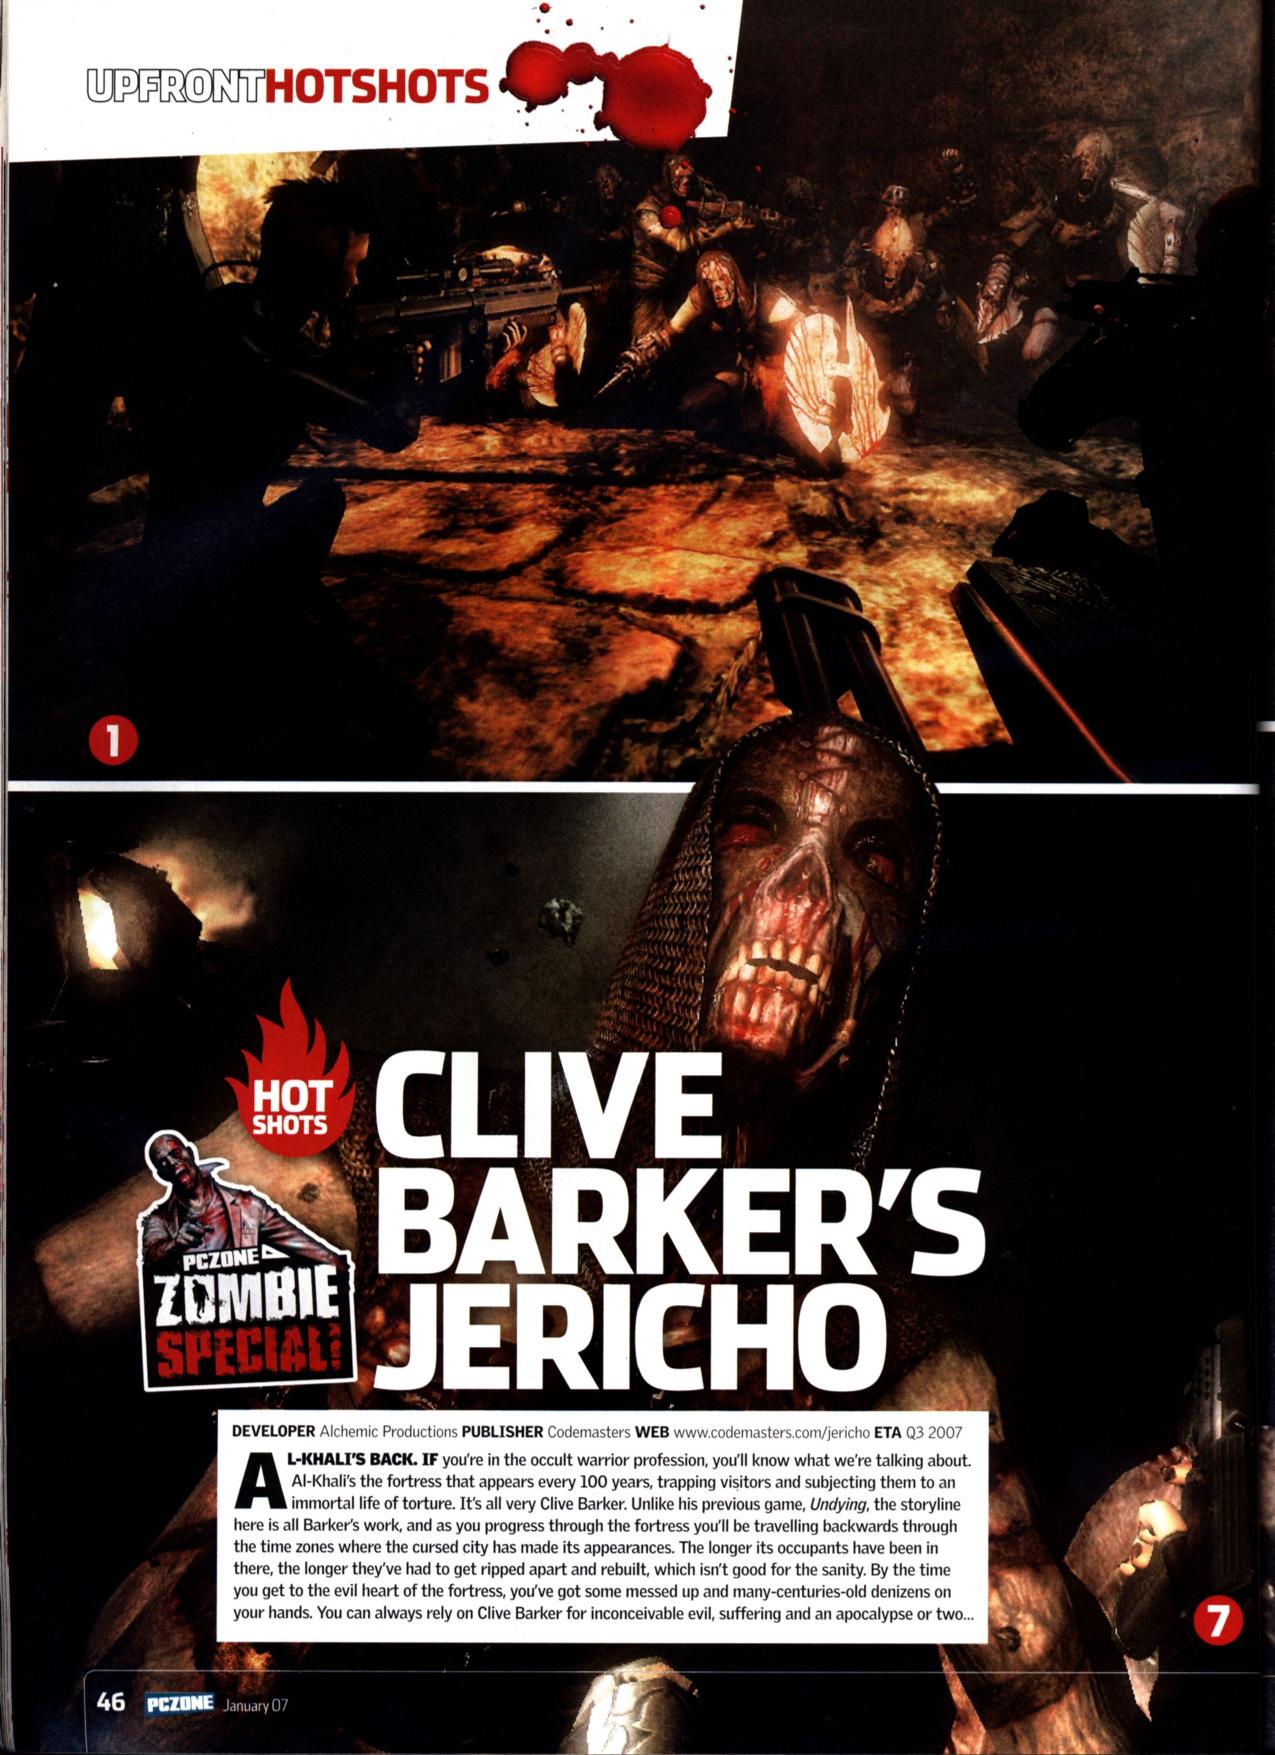 UPFRONTHOTSHOTS
1
HOT
SHOTS
CLIVE
BARKER'S
JERICHO
PCZONE
ZOMBIE
SPECIAL!
DEVELOPER Alchemic Productions PUBLISHER Codemasters WEB www.codemasters.com/jericho ETA Q3 2007
AL-KHALI'S BACK. IF you're in the occult warrior profession, you'll know what we're talking about.
Al-Khali's the fortress that appears every 100 years, trapping visitors and subjecting them to an
immortal life of torture. It's all very Clive Barker. Unlike his previous game, Undying, the storyline
here is all Barker's work, and as you progress through the fortress you'll be travelling backwards through
the time zones where the cursed city has made its appearances. The longer its occupants have been in
there, the longer they've had to get ripped apart and rebuilt, which isn't good for the sanity. By the time
you get to the evil heart of the fortress, you've got some messed up and many-centuries-old denizens on
your hands. You can always rely on Clive Barker for inconceivable evil, suffering and an apocalypse or two...
7
46 PCZONE January 07